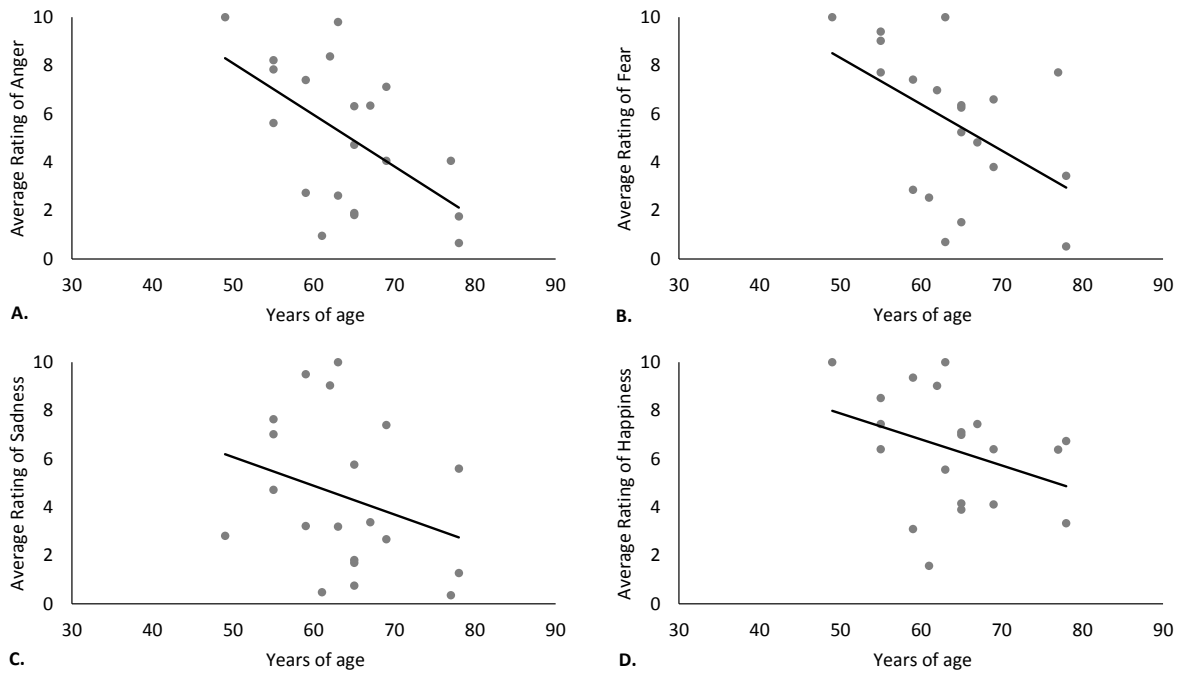 Average Rating of Anger
10
8
6
4
2
0
30 40 50 60 70 80 90
Years of age
A.
Average Rating of Fear
10
8
6
4
2
0
30 40 50 60 70 80 90
Years of age
B.
Average Rating of Sadness
10
8
6
4
2
0
30 40 50 60 70 80 90
Years of age
C.
Average Rating of Happiness
10
8
6
4
2
0
30 40 50 60 70 80 90
Years of age
D.